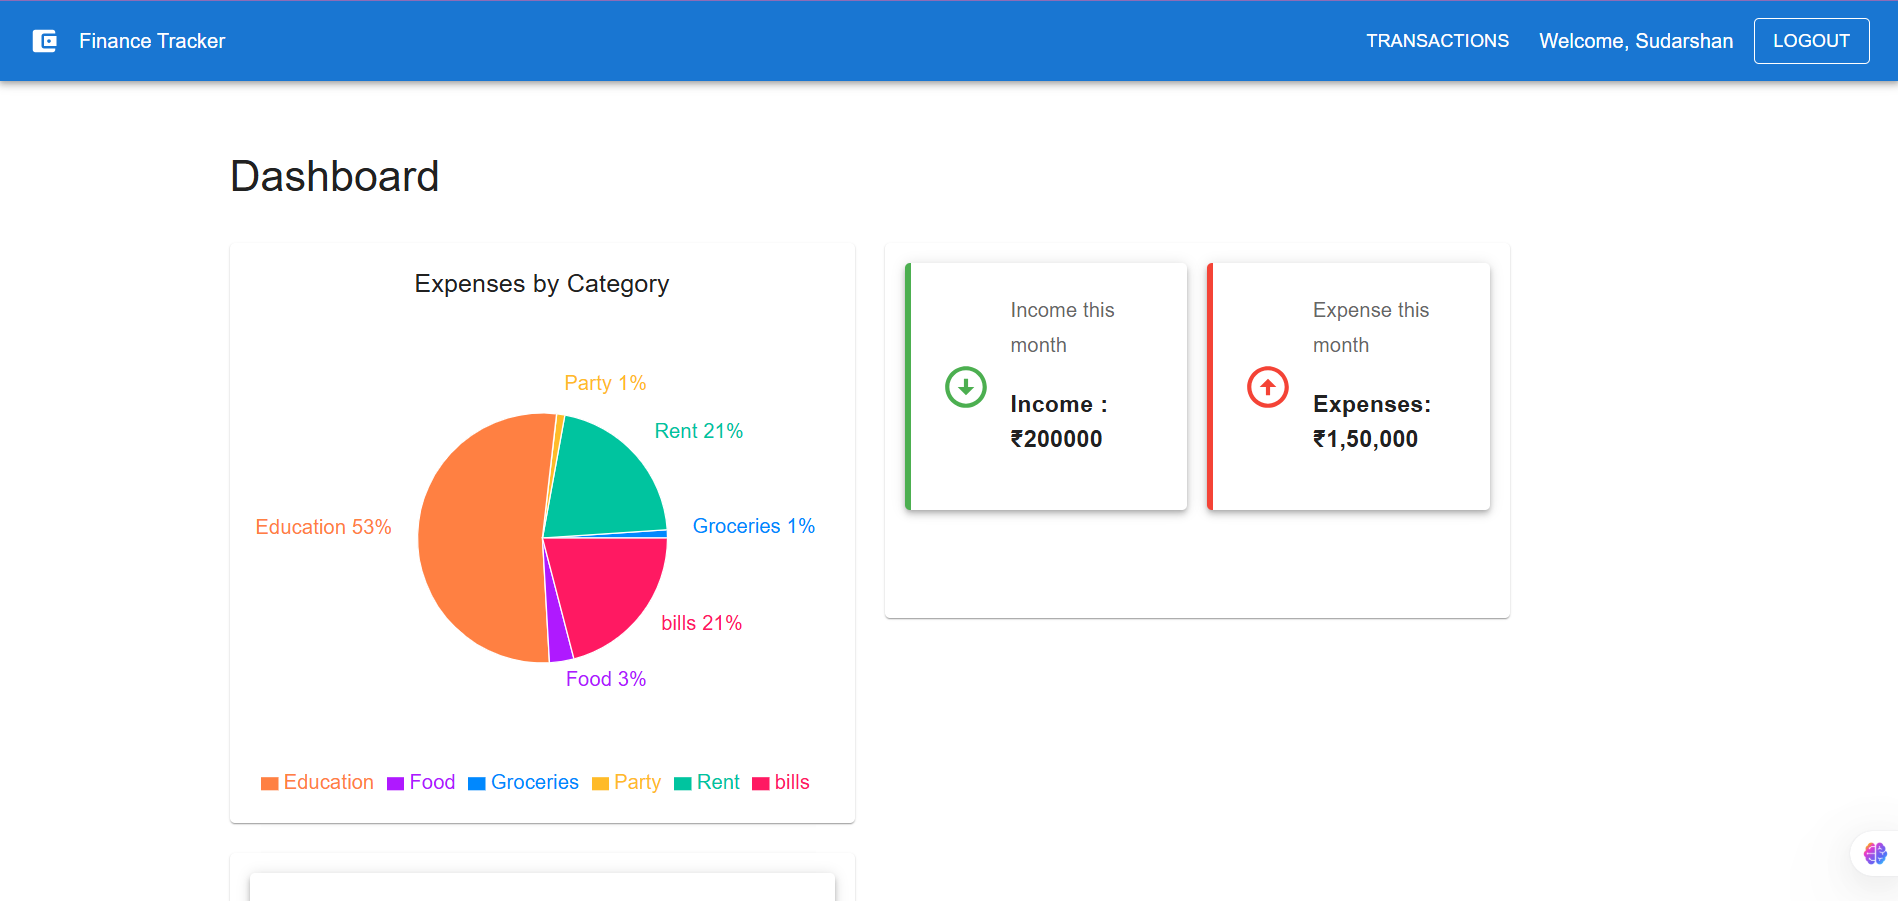 Finance Tracker
TRANSACTIONS
Welcome, Sudarshan
LOGOUT
Dashboard
Expenses by Category
Party 1%
Rent 21%
Education 53%
Groceries 1%
bills 21%
Food 3%
Education
Food
Groceries
Party
Rent
bills
Income this
month
Income :
₹200000
Expense this
month
Expenses:
₹1,50,000